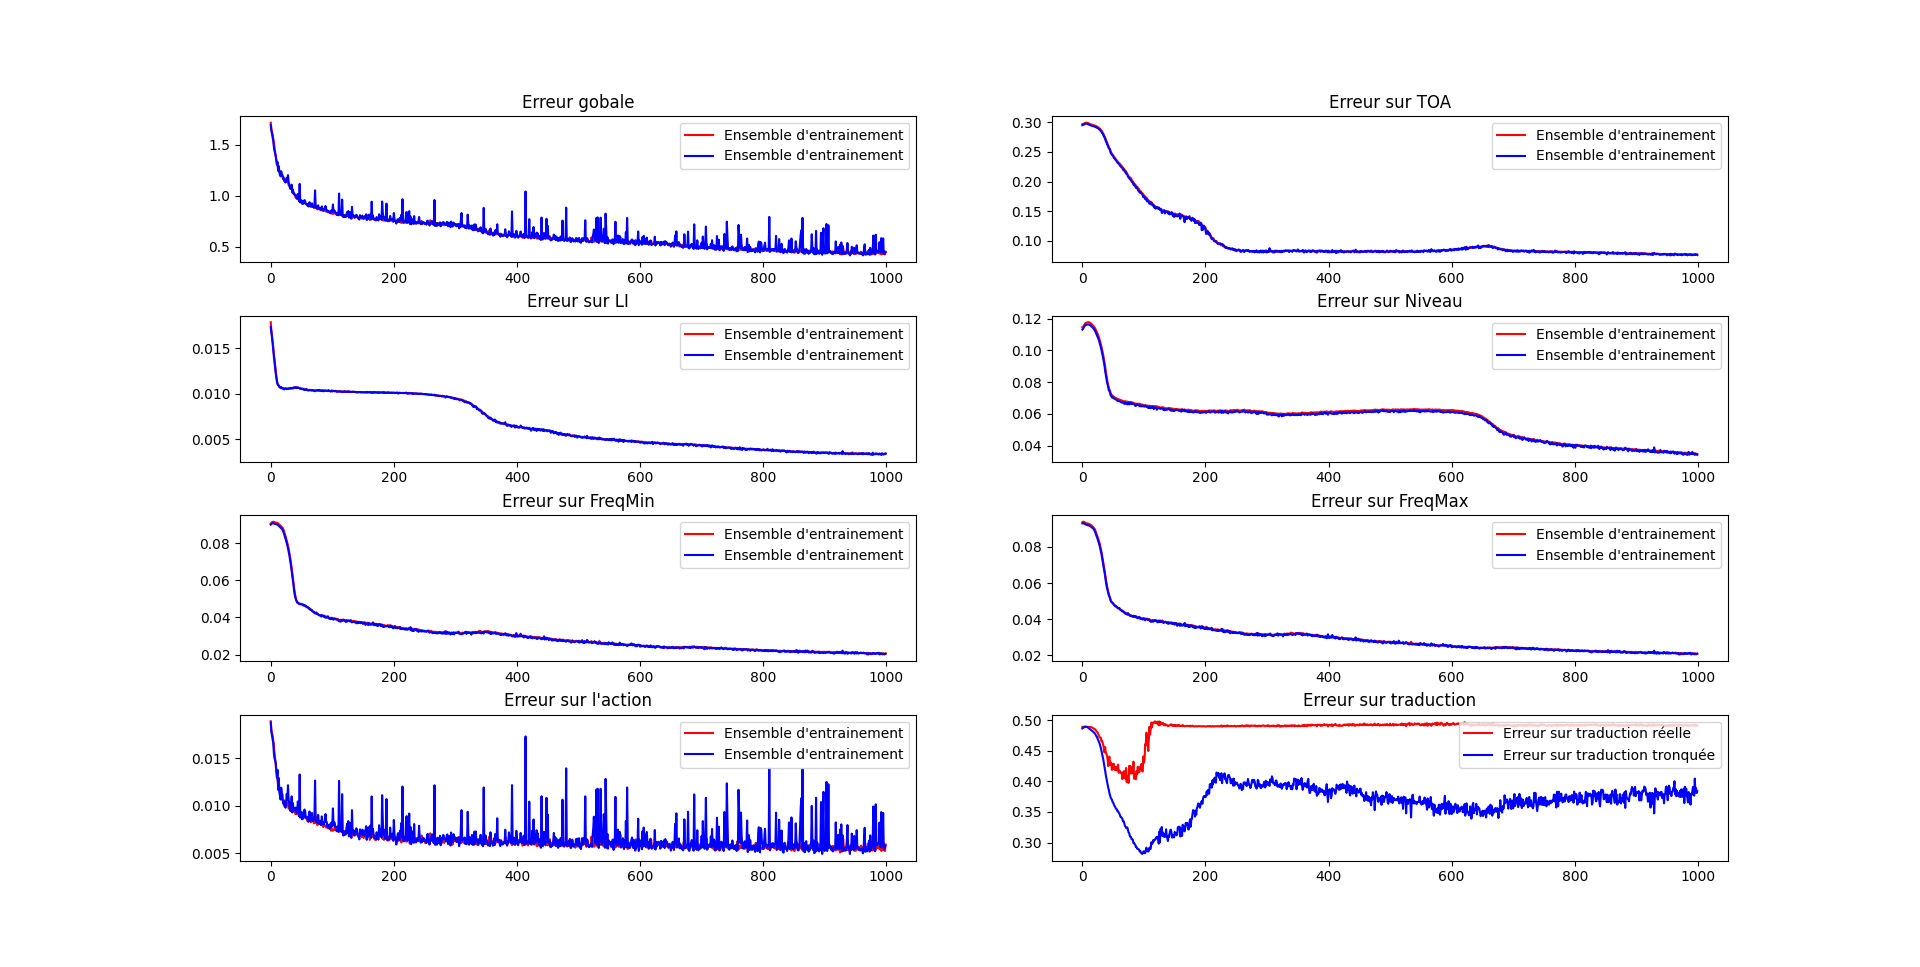 Erreur gobale
1.5
1.0
0.5
Ensemble d'entrainement
Ensemble d'entrainement
0 200 400 600 800 1000
Erreur sur TOA
0.30
0.25
0.20
0.15
0.10
Ensemble d'entrainement
Ensemble d'entrainement
0 200 400 600 800 1000
Erreur sur LI
0.015
0.010
0.005
Ensemble d'entrainement
Ensemble d'entrainement
0 200 400 600 800 1000
Erreur sur Niveau
0.12
0.10
0.08
0.06
0.04
Ensemble d'entrainement
Ensemble d'entrainement
0 200 400 600 800 1000
Erreur sur FreqMin
0.08
0.06
0.04
0.02
Ensemble d'entrainement
Ensemble d'entrainement
0 200 400 600 800 1000
Erreur sur FreqMax
0.08
0.06
0.04
0.02
Ensemble d'entrainement
Ensemble d'entrainement
0 200 400 600 800 1000
Erreur sur l'action
0.015
0.010
0.005
Ensemble d'entrainement
Ensemble d'entrainement
0 200 400 600 800 1000
Erreur sur traduction
0.50
0.45
0.40
0.35
0.30
Erreur sur traduction réelle
Erreur sur traduction tronquée
0 200 400 600 800 1000